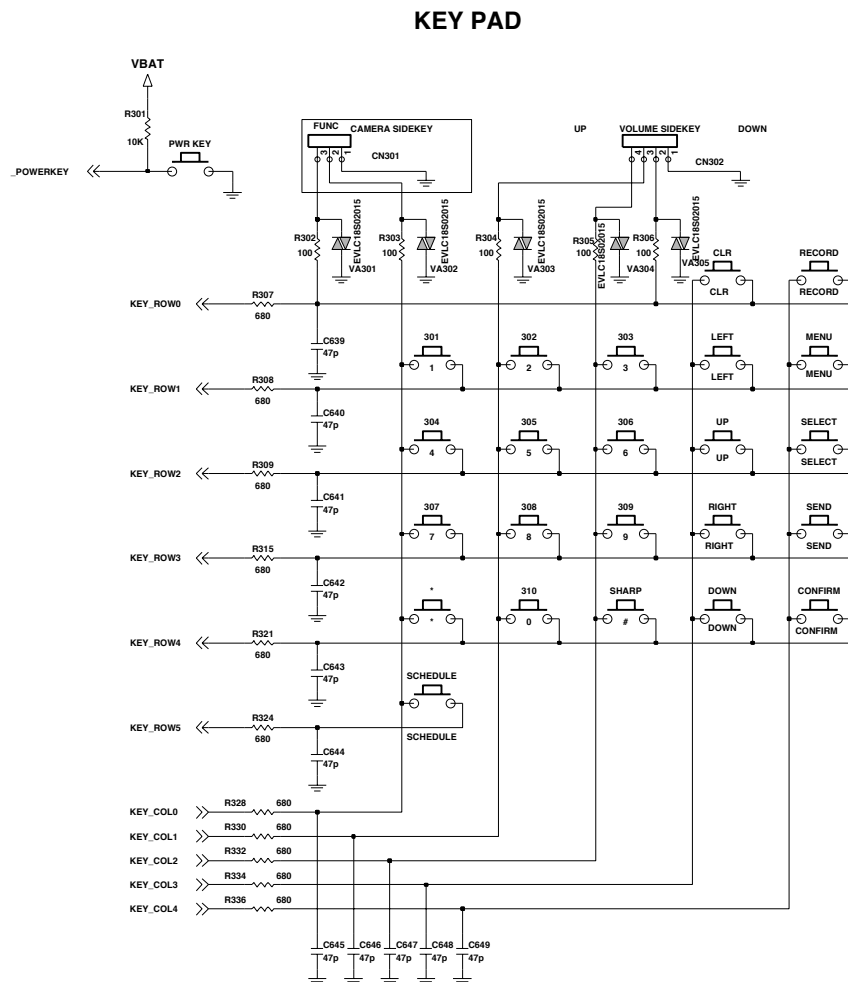 KEY PAD
VBAT
R301
10K
PWR KEY
_POWERKEY
FUNC
CAMERA SIDEKEY
3 2 1
CN301
UP
VOLUME SIDEKEY
DOWN
4 3 2 1
CN302
R302
100
EVLC18S02015
VA301
R303
100
EVLC18S02015
VA302
R304
100
EVLC18S02015
VA303
R305
100
EVLC18S02015
VA304
R306
100
EVLC18S02015
VA305
CLR
CLR
RECORD
RECORD
KEY_ROW0
R307
680
C639
47p
301
1
302
2
303
3
LEFT
LEFT
MENU
MENU
KEY_ROW1
R308
680
C640
47p
304
4
305
5
306
6
UP
UP
SELECT
SELECT
KEY_ROW2
R309
680
C641
47p
307
7
308
8
309
9
RIGHT
RIGHT
SEND
SEND
KEY_ROW3
R315
680
C642
47p
*
*
310
0
SHARP
#
DOWN
DOWN
CONFIRM
CONFIRM
KEY_ROW4
R321
680
C643
47p
SCHEDULE
SCHEDULE
KEY_ROW5
R324
680
C644
47p
KEY_COL0
R328
680
KEY_COL1
R330
680
KEY_COL2
R332
680
KEY_COL3
R334
680
KEY_COL4
R336
680
C645
47p
C646
47p
C647
47p
C648
47p
C649
47p